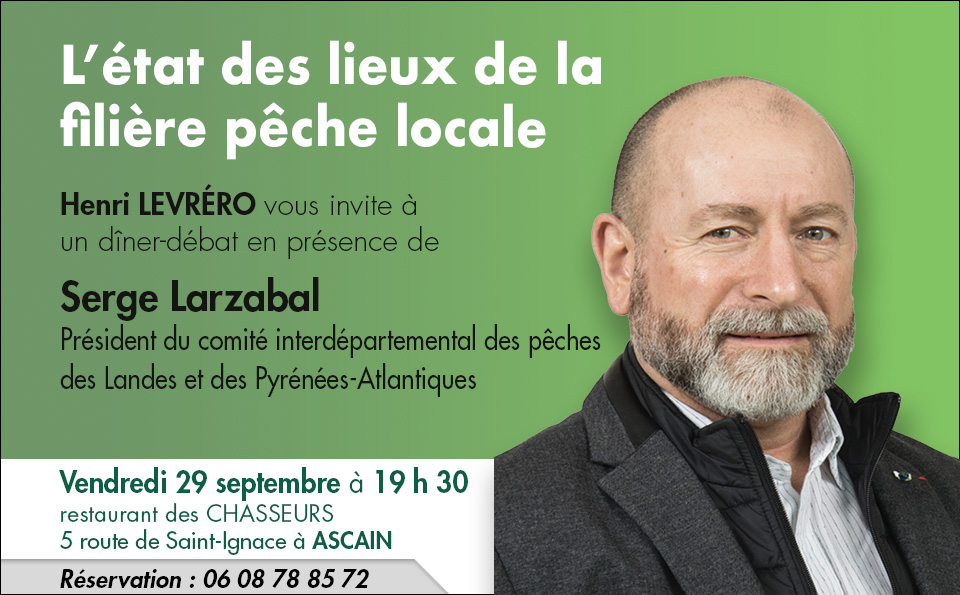 L’état des lieux de la
filière pêche locale
Henri LEVRÉRO vous invite à
un dîner-débat en présence de
Serge Larzabal
Président du comité interdépartemental des pêches
des Landes et des Pyrénées-Atlantiques
Vendredi 29 septembre à 19 h 30
restaurant des CHASSEURS
5 route de Saint-Ignace à ASCAIN
Réservation : 06 08 78 85 72